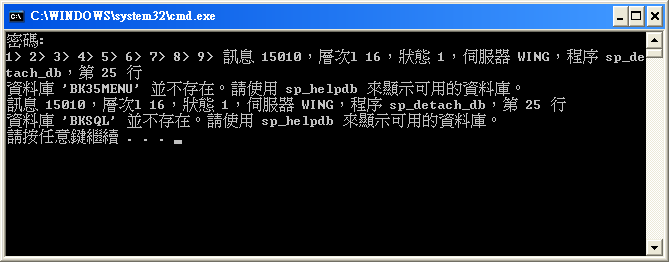 C:\WINDOWS\system32\cmd.exe
密碼:
1> 2> 3> 4> 5> 6> 7> 8> 9> 訊息 15010，層次l 16，狀態 1，伺服器 WING，程序 sp_de
tach_db，第 25 行
資料庫 'BK35MENU' 並不存在。請使用 sp_helpdb 來顯示可用的資料庫。
訊息 15010，層次l 16，狀態 1，伺服器 WING，程序 sp_detach_db，第 25 行
資料庫 'BKSQL' 並不存在。請使用 sp_helpdb 來顯示可用的資料庫。
請按任意鍵繼續 . . .